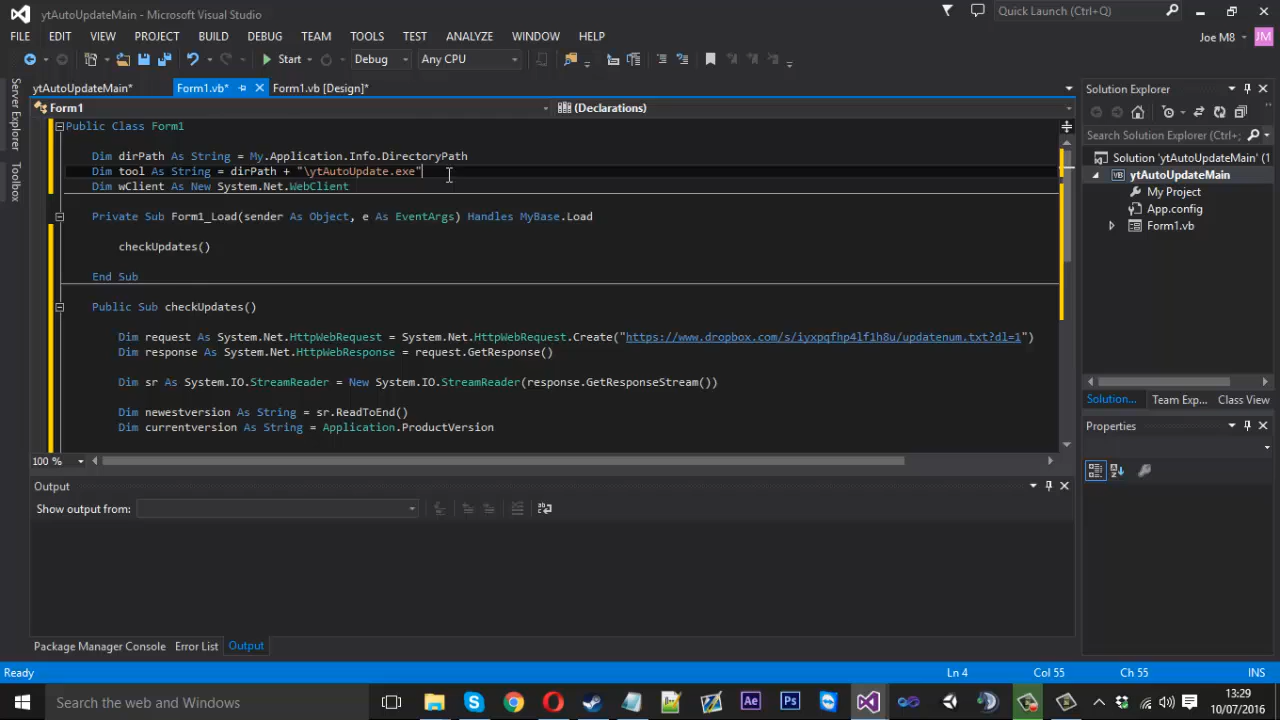 ytAutoUpdateMain - Microsoft Visual Studio
Quick Launch (Ctrl+Q)
FILE EDIT VIEW PROJECT BUILD DEBUG TEAM TOOLS TEST ANALYZE WINDOW HELP
Joe M8
JM
Start
Debug
Any CPU
Server Explorer
Toolbox
ytAutoUpdateMain*
Form1.vb*
Form1.vb [Design]*
Form1
(Declarations)
Public Class Form1
Dim dirPath As String = My.Application.Info.DirectoryPath
Dim tool As String = dirPath + "\ytAutoUpdate.exe"
Dim wClient As New System.Net.WebClient
Private Sub Form1_Load(sender As Object, e As EventArgs) Handles MyBase.Load
checkUpdates()
End Sub
Public Sub checkUpdates()
Dim request As System.Net.HttpWebRequest = System.Net.HttpWebRequest.Create("https://www.dropbox.com/s/iyxpqfhp4lf1h8u/updatenum.txt?dl=1")
Dim response As System.Net.HttpWebResponse = request.GetResponse()
Dim sr As System.IO.StreamReader = New System.IO.StreamReader(response.GetResponseStream())
Dim newestversion As String = sr.ReadToEnd()
Dim currentversion As String = Application.ProductVersion
100 %
Output
Show output from:
Package Manager Console
Error List
Output
Solution Explorer
Search Solution Explorer (Ctrl+;
Solution 'ytAutoUpdateMain' (1
VB ytAutoUpdateMain
My Project
App.config
Form1.vb
Solution...
Team Exp...
Class View
Properties
Ready
Ln 4
Col 55
Ch 55
INS
Search the web and Windows
Ae
Ps
13:29
10/07/2016